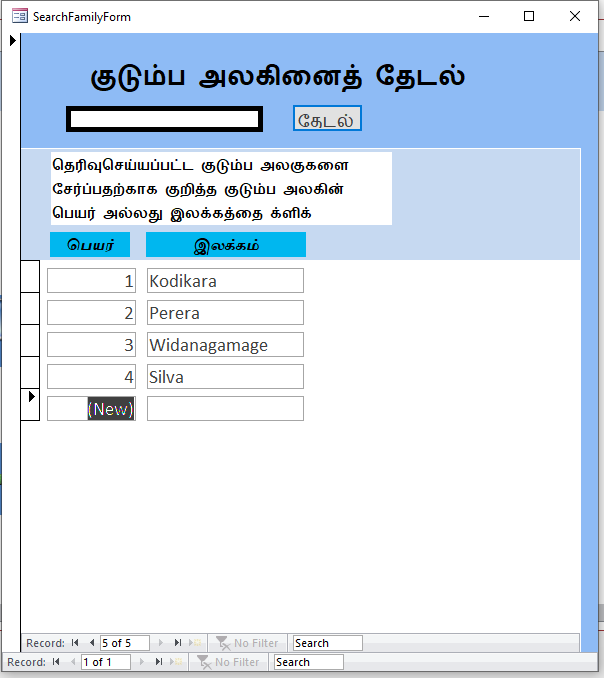 SearchFamilyForm
குடும்ப அலகினைத் தேடல்
தேடல்
தெரிவுசெய்யப்பட்ட குடும்ப அலகுகளை
சேர்ப்பதற்காக குறித்த குடும்ப அலகின்
பெயர் அல்லது இலக்கத்தை க்ளிக்
பெயர் இலக்கம்
1 Kodikara
2 Perera
3 Widanagamage
4 Silva
(New)
Record: 5 of 5 No Filter Search
Record: 1 of 1 No Filter Search